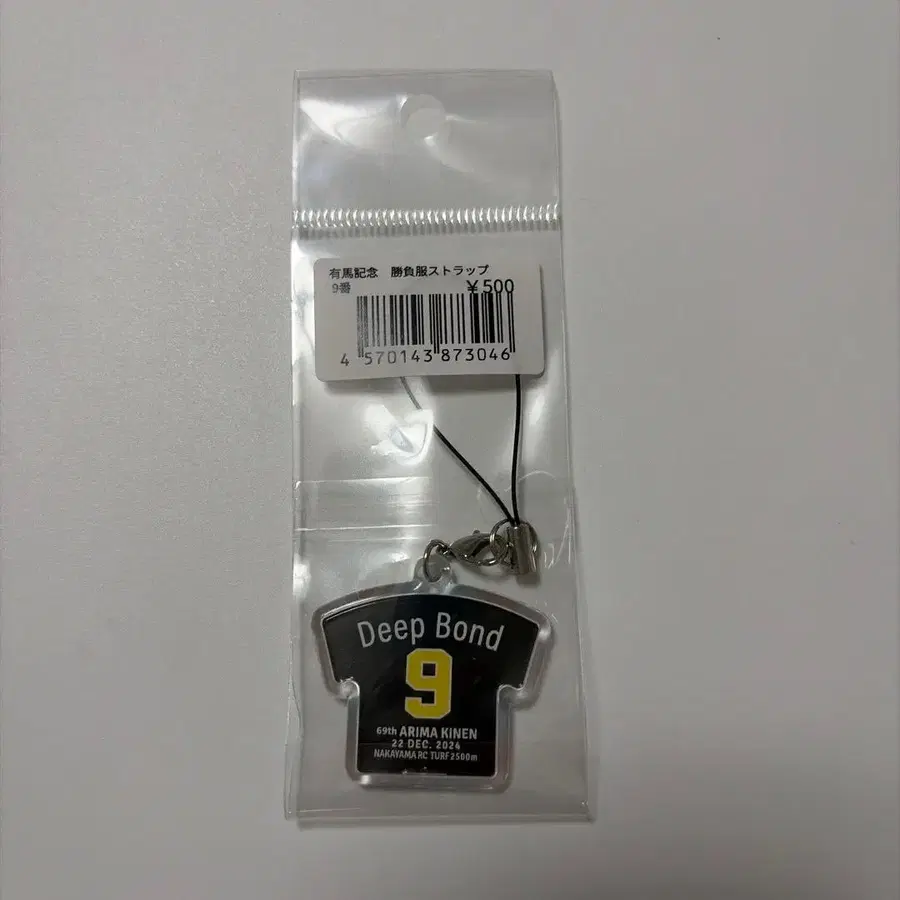 有馬記念　勝負服ストラップ
9番 ¥500
4 570143 873046
Deep Bond
9
69th ARIMA KINEN
22 DEC. 2024
NAKAYAMA RC TURF 2500m